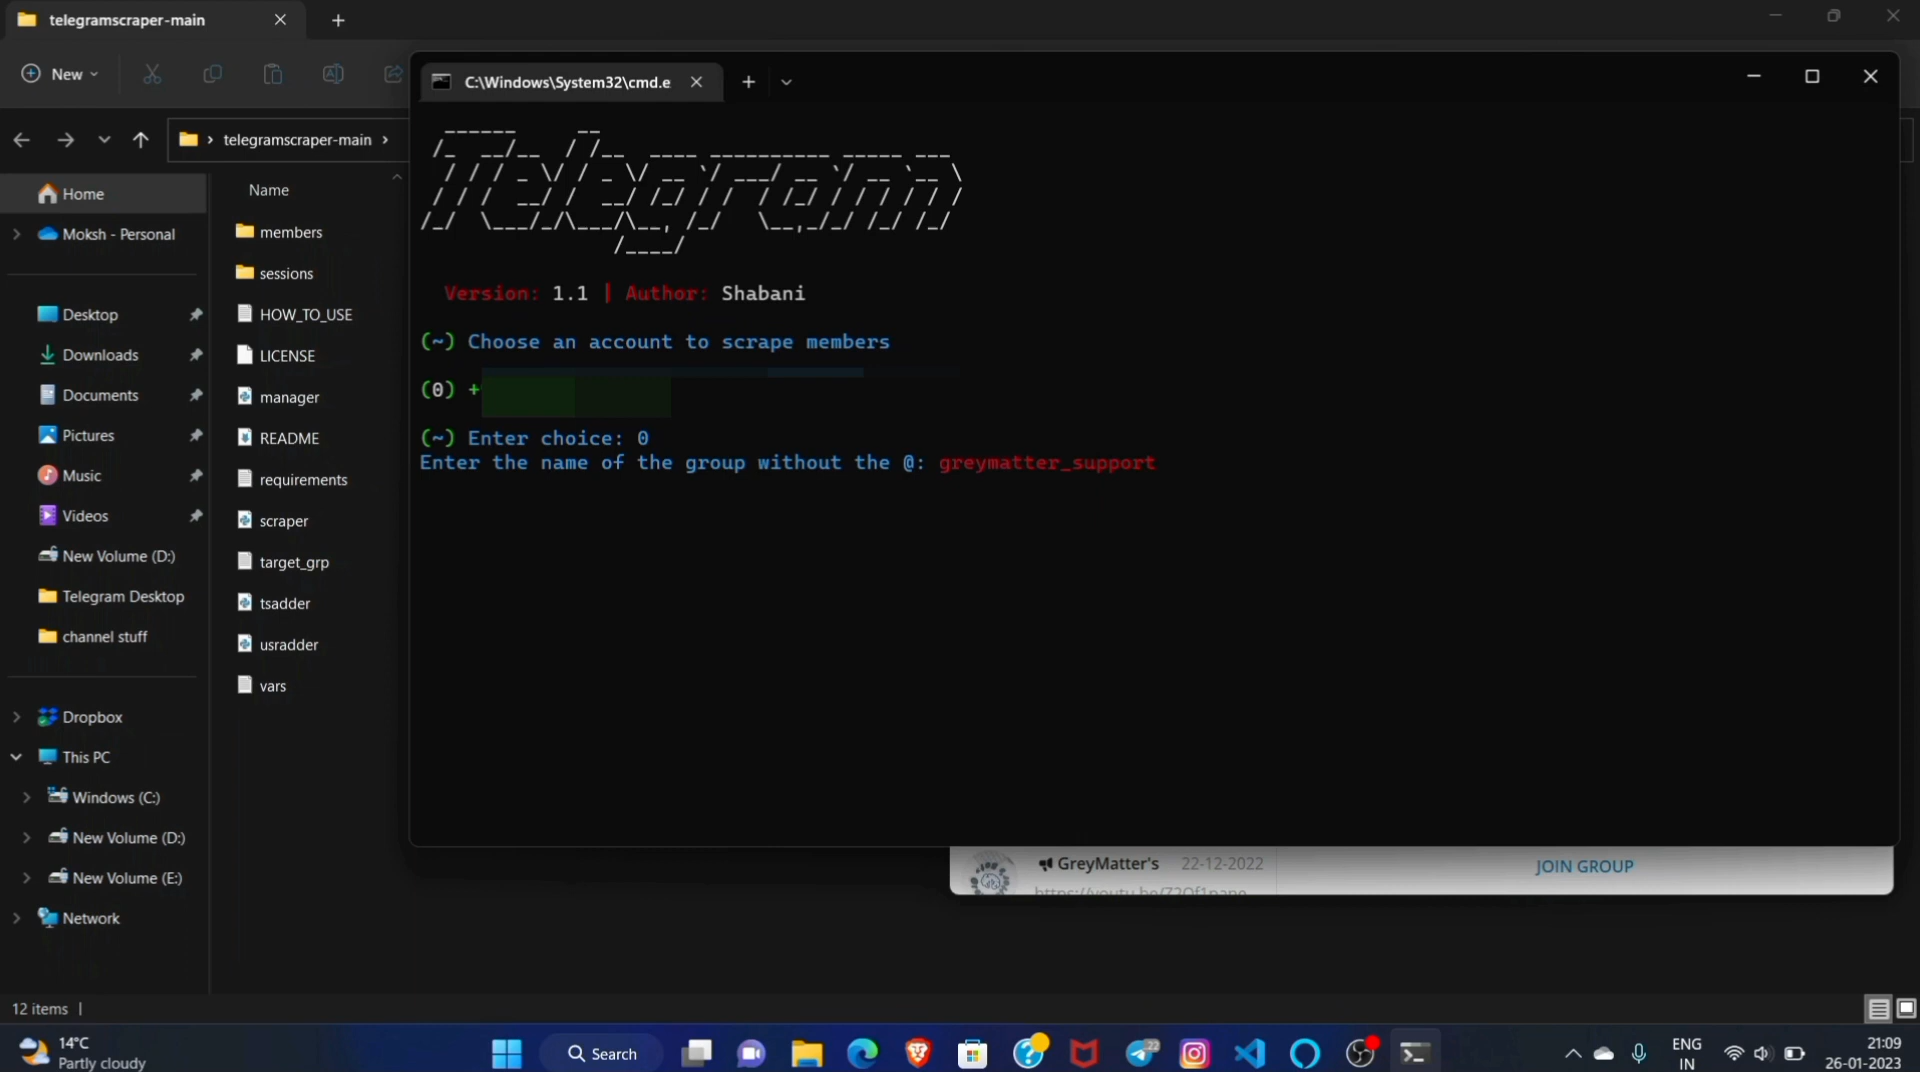 telegramscraper-main
New
C:\Windows\System32\cmd.e
telegramscraper-main
Home
Moksh - Personal
Desktop
Downloads
Documents
Pictures
Music
Videos
New Volume (D:)
Telegram Desktop
channel stuff
Dropbox
This PC
Windows (C:)
New Volume (D:)
New Volume (E:)
Network
Name
members
sessions
HOW_TO_USE
LICENSE
manager
README
requirements
scraper
target_grp
tsadder
usradder
vars
Telegram
Version: 1.1 | Author: Shabani
(~) Choose an account to scrape members
(0) +
(~) Enter choice: 0
Enter the name of the group without the @: greymatter_support
GreyMatter's 22-12-2022
JOIN GROUP
12 items
14°C
Partly cloudy
Search
22
ENG
IN
21:09
26-01-2023